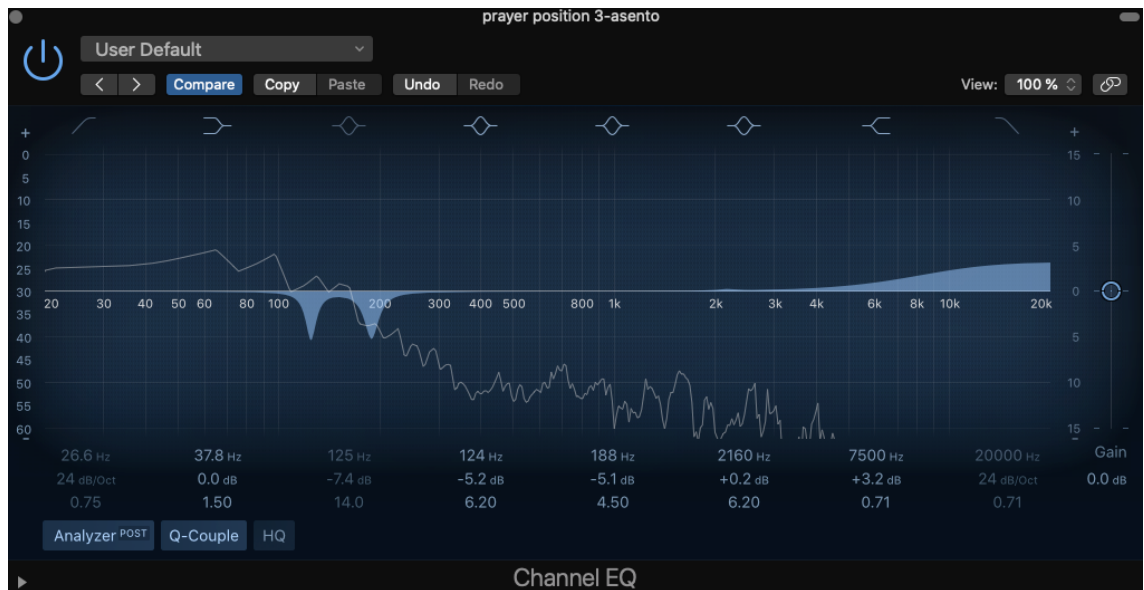 prayer position 3-asento
User Default
Compare Copy Paste Undo Redo View: 100 %
+ +
0 15
5
10 10
15
20 5
25
30 0
20 30 40 50 60 80 100 200 300 400 500 800 1k 2k 3k 4k 6k 8k 10k 20k
35
40 5
45
50 10
55
60 15
- -
26.6 Hz 37.8 Hz 125 Hz 124 Hz 188 Hz 2160 Hz 7500 Hz 20000 Hz Gain
24 dB/Oct 0.0 dB -7.4 dB -5.2 dB -5.1 dB +0.2 dB +3.2 dB 24 dB/Oct 0.0 dB
0.75 1.50 14.0 6.20 4.50 6.20 0.71 0.71
Analyzer POST Q-Couple HQ
Channel EQ